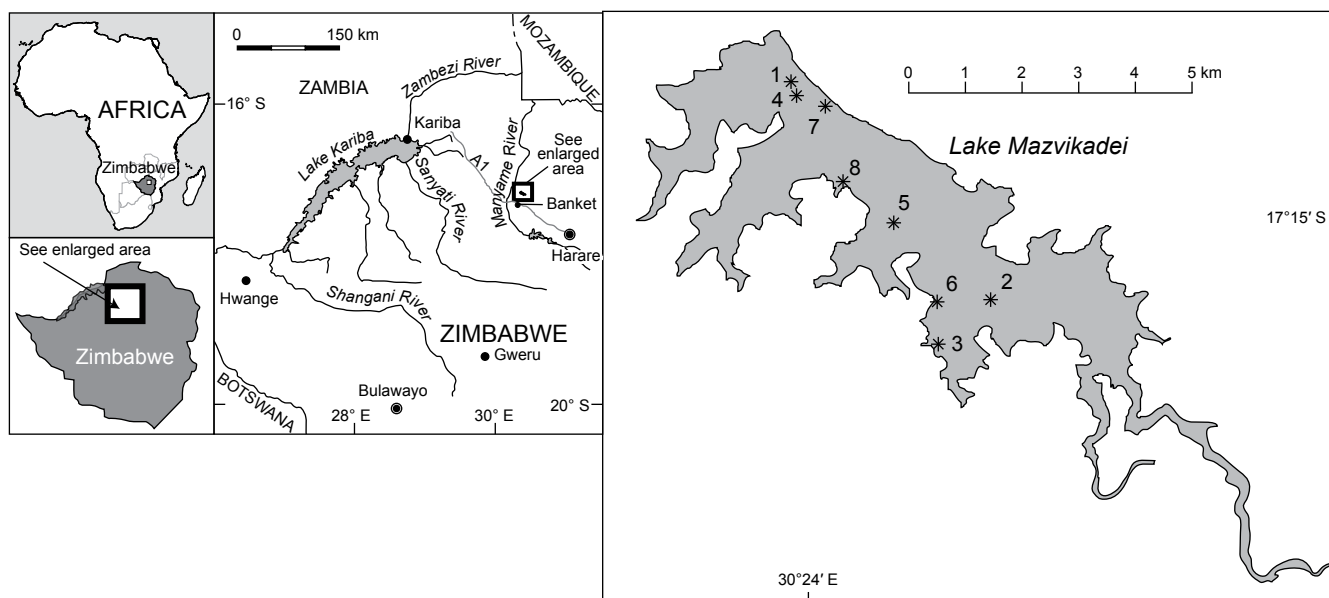 AFRICA
Zimbabwe
See enlarged area
Zimbabwe
0 150 km
MOZAMBIQUE
ZAMBIA
Zambezi River
16° S
Kariba
Lake Kariba
A1
Sanyati River
Manyame River
See
enlarged
area
Banket
Harare
Hwange
Shangani River
ZIMBABWE
Gweru
BOTSWANA
Bulawayo
28° E
30° E
20° S
0 1 2 3 4 5 km
1
4
7
Lake Mazvikadei
8
5
17°15′ S
6
2
3
30°24′ E